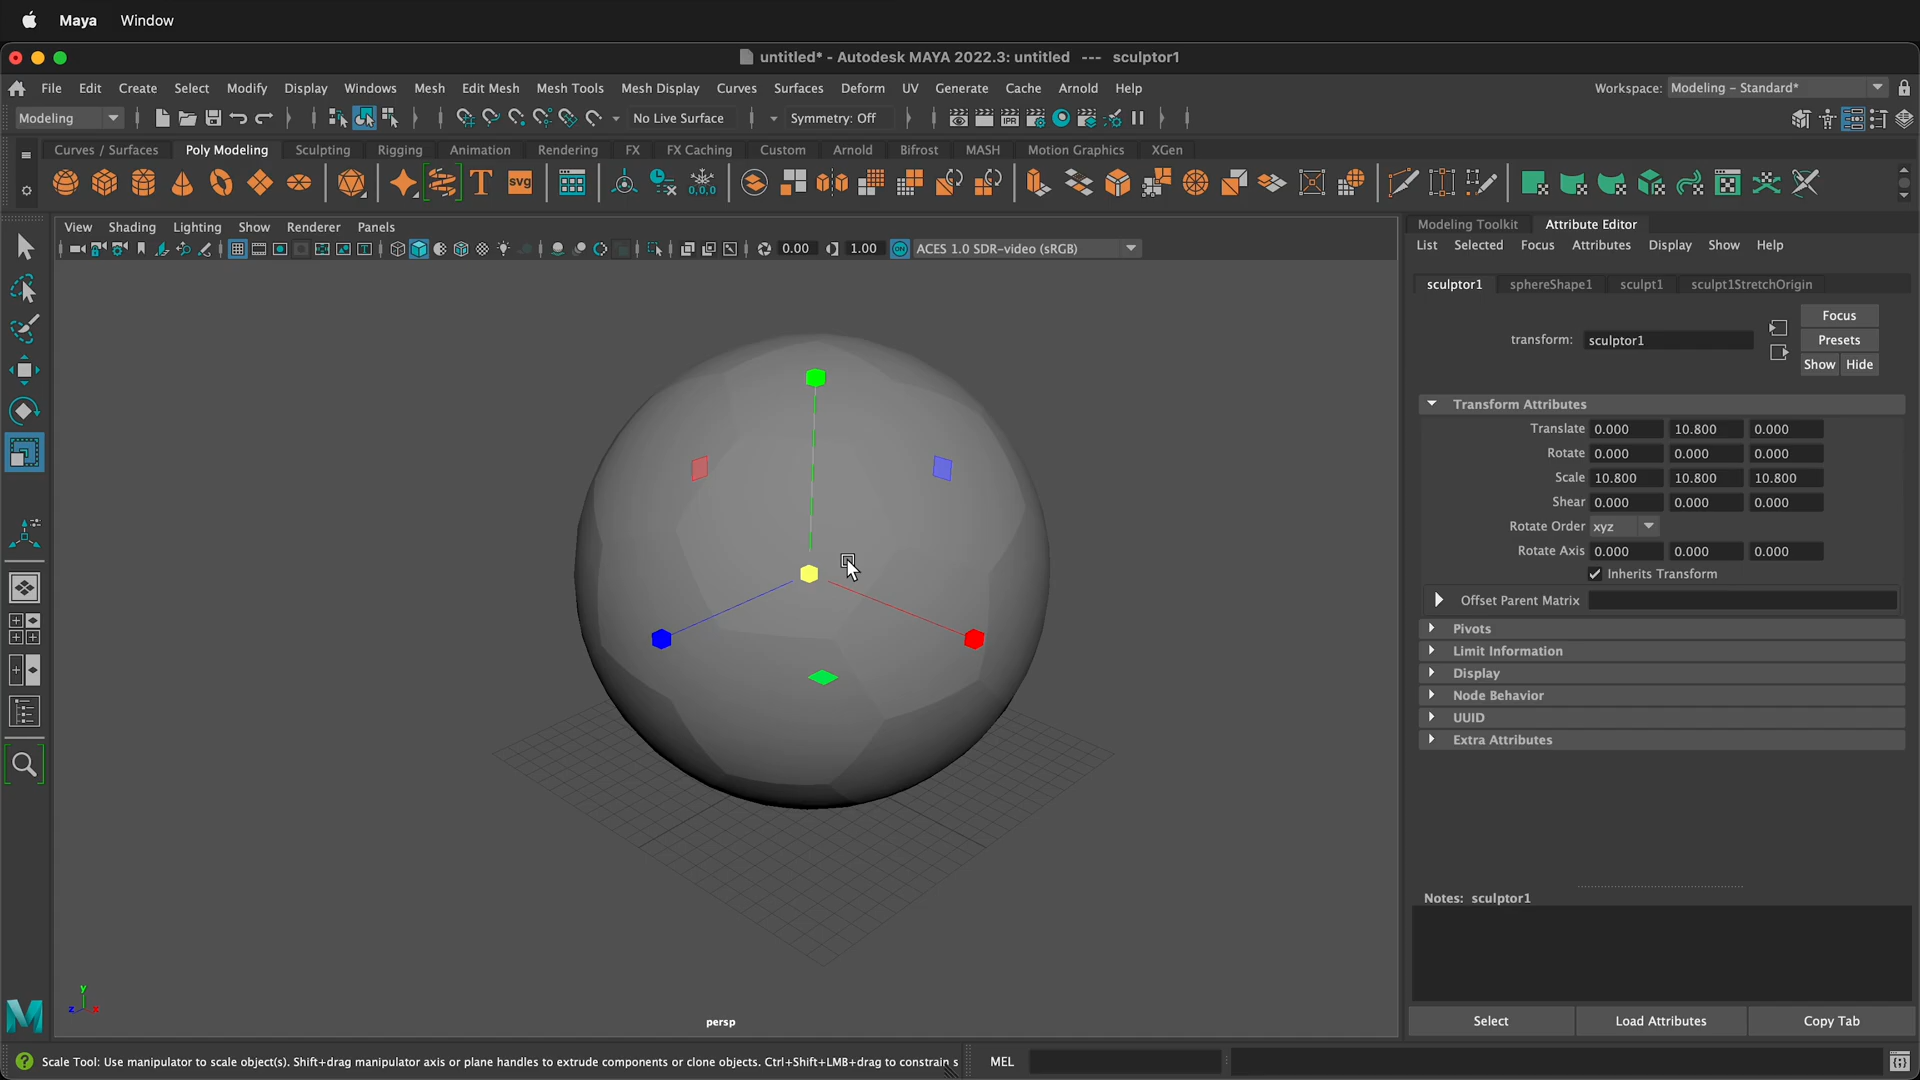 Maya Window
untitled* - Autodesk MAYA 2022.3: untitled --- sculptor1
File Edit Create Select Modify Display Windows Mesh Edit Mesh Mesh Tools Mesh Display Curves Surfaces Deform UV Generate Cache Arnold Help Workspace: Modeling - Standard*
Modeling No Live Surface Symmetry: Off
Curves / Surfaces Poly Modeling Sculpting Rigging Animation Rendering FX FX Caching Custom Arnold Bifrost MASH Motion Graphics XGen
T SVG 0,0,0
View Shading Lighting Show Renderer Panels
0.00 1.00 ON ACES 1.0 SDR-video (sRGB)
Modeling Toolkit Attribute Editor
List Selected Focus Attributes Display Show Help
sculptor1 sphereShape1 sculpt1 sculpt1StretchOrigin
Focus
transform: sculptor1 Presets
Show Hide
Transform Attributes
Translate 0.000 10.800 0.000
Rotate 0.000 0.000 0.000
Scale 10.800 10.800 10.800
Shear 0.000 0.000 0.000
Rotate Order xyz
Rotate Axis 0.000 0.000 0.000
Inherits Transform
Offset Parent Matrix
Pivots
Limit Information
Display
Node Behavior
UUID
Extra Attributes
Notes: sculptor1
Select Load Attributes Copy Tab
y
z x
persp
M
Scale Tool: Use manipulator to scale object(s). Shift+drag manipulator axis or plane handles to extrude components or clone objects. Ctrl+Shift+LMB+drag to constrain s
MEL